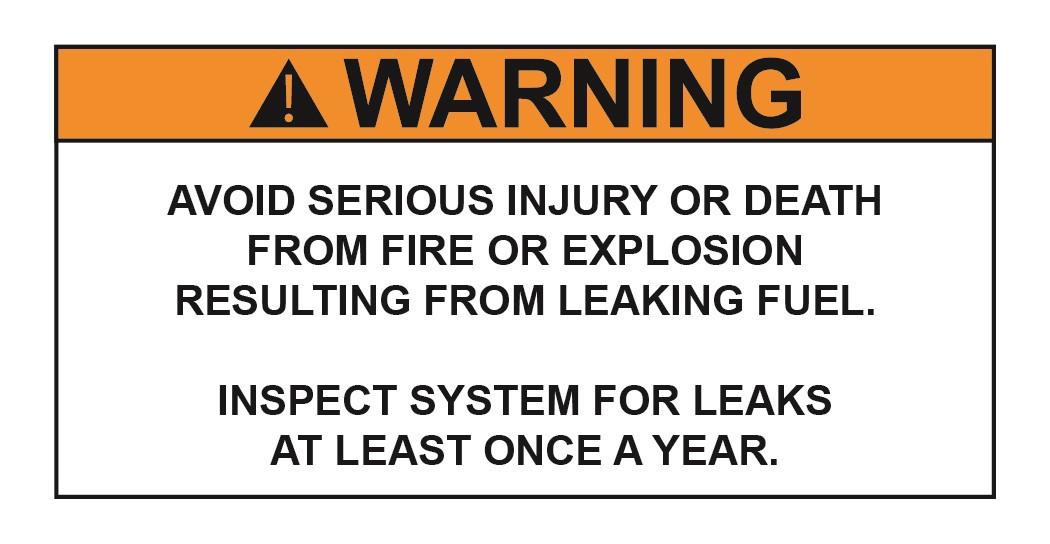 WARNING
AVOID SERIOUS INJURY OR DEATH
FROM FIRE OR EXPLOSION
RESULTING FROM LEAKING FUEL.
INSPECT SYSTEM FOR LEAKS
AT LEAST ONCE A YEAR.